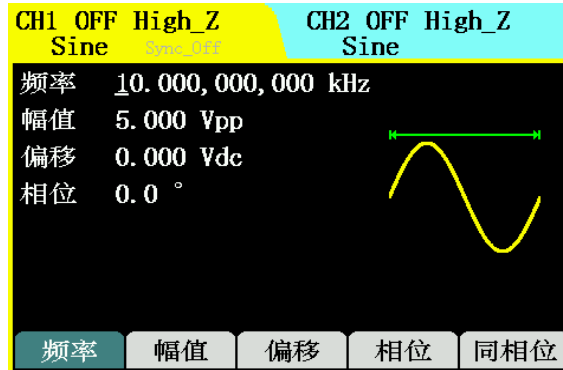 CH1 OFF High_Z CH2 OFF High_Z
Sine Sync_Off Sine
频率 10.000,000,000 kHz
幅值 5.000 Vpp
偏移 0.000 Vdc
相位 0.0 °
频率 幅值 偏移 相位 同相位